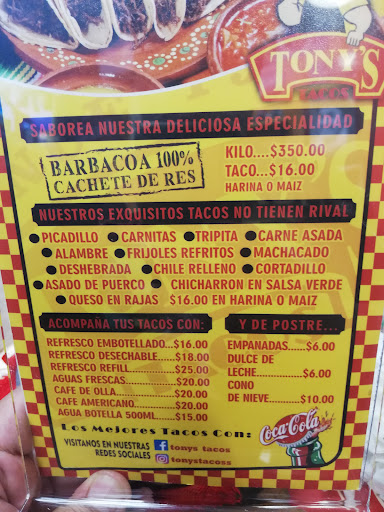 TONY'S
TACOS
SABOREA NUESTRA DELICIOSA ESPECIALIDAD
BARBACOA 100%
CACHETE DE RES
KILO....$350.00
TACO...$16.00
HARINA O MAIZ
NUESTROS EXQUISITOS TACOS NO TIENEN RIVAL
●PICADILLO ●CARNITAS ●TRIPITA ●CARNE ASADA
●ALAMBRE ●FRIJOLES REFRITOS ●MACHACADO
●DESHEBRADA ●CHILE RELLENO ●CORTADILLO
●ASADO DE PUERCO ● CHICHARRON EN SALSA VERDE
●QUESO EN RAJAS $16.00 EN HARINA O MAIZ
ACOMPAÑA TUS TACOS CON:
REFRESCO EMBOTELLADO...$16.00
REFRESCO DESECHABLE....$18.00
REFRESCO REFILL............$25.00
AGUAS FRESCAS.............$20.00
CAFE DE OLLA................$20.00
CAFE AMERICANO...........$20.00
AGUA BOTELLA 500ML.....$15.00
Y DE POSTRE...
EMPANADAS.....$6.00
DULCE DE
LECHE............$6.00
CONO
DE NIEVE........$10.00
Los Mejores Tacos Con:
Coca-Cola
VISITANOS EN NUESTRAS
REDES SOCIALES
tonys tacos
tonystacoss